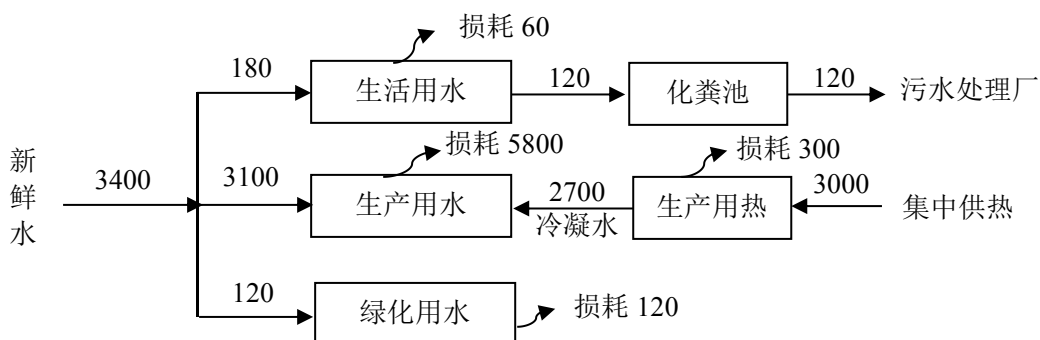 损耗 60
180
生活用水
120
化粪池
120
污水处理厂
新鲜水
3400
3100
损耗 5800
生产用水
2700
冷凝水
损耗 300
生产用热
3000
集中供热
120
绿化用水
损耗 120